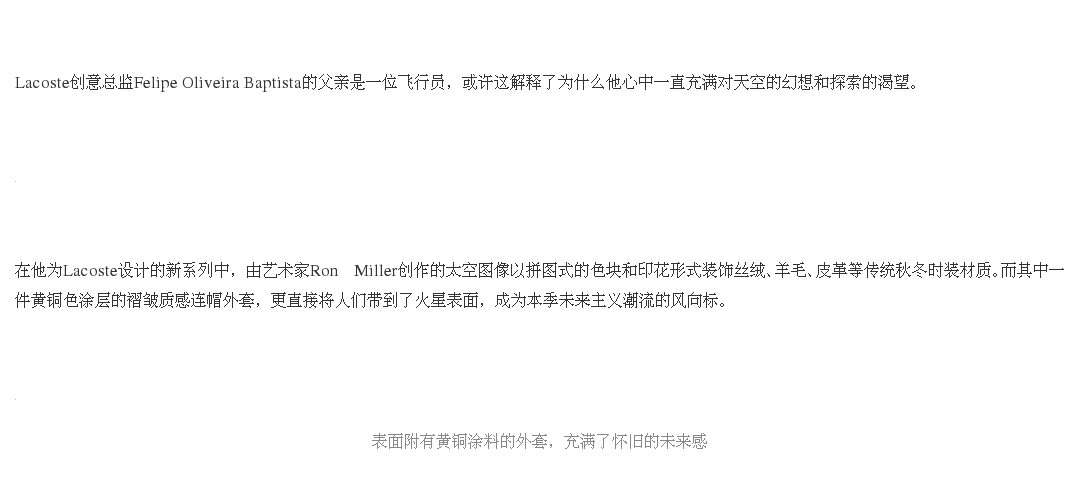 Lacoste创意总监Felipe Oliveira Baptista的父亲是一位飞行员，或许这解释了为什么他心中一直充满对天空的幻想和探索的渴望。
在他为Lacoste设计的新系列中，由艺术家Ron　Miller创作的太空图像以拼图式的色块和印花形式装饰丝绒、羊毛、皮革等传统秋冬时装材质。而其中一
件黄铜色涂层的褶皱质感连帽外套，更直接将人们带到了火星表面，成为本季未来主义潮流的风向标。
表面附有黄铜涂料的外套，充满了怀旧的未来感